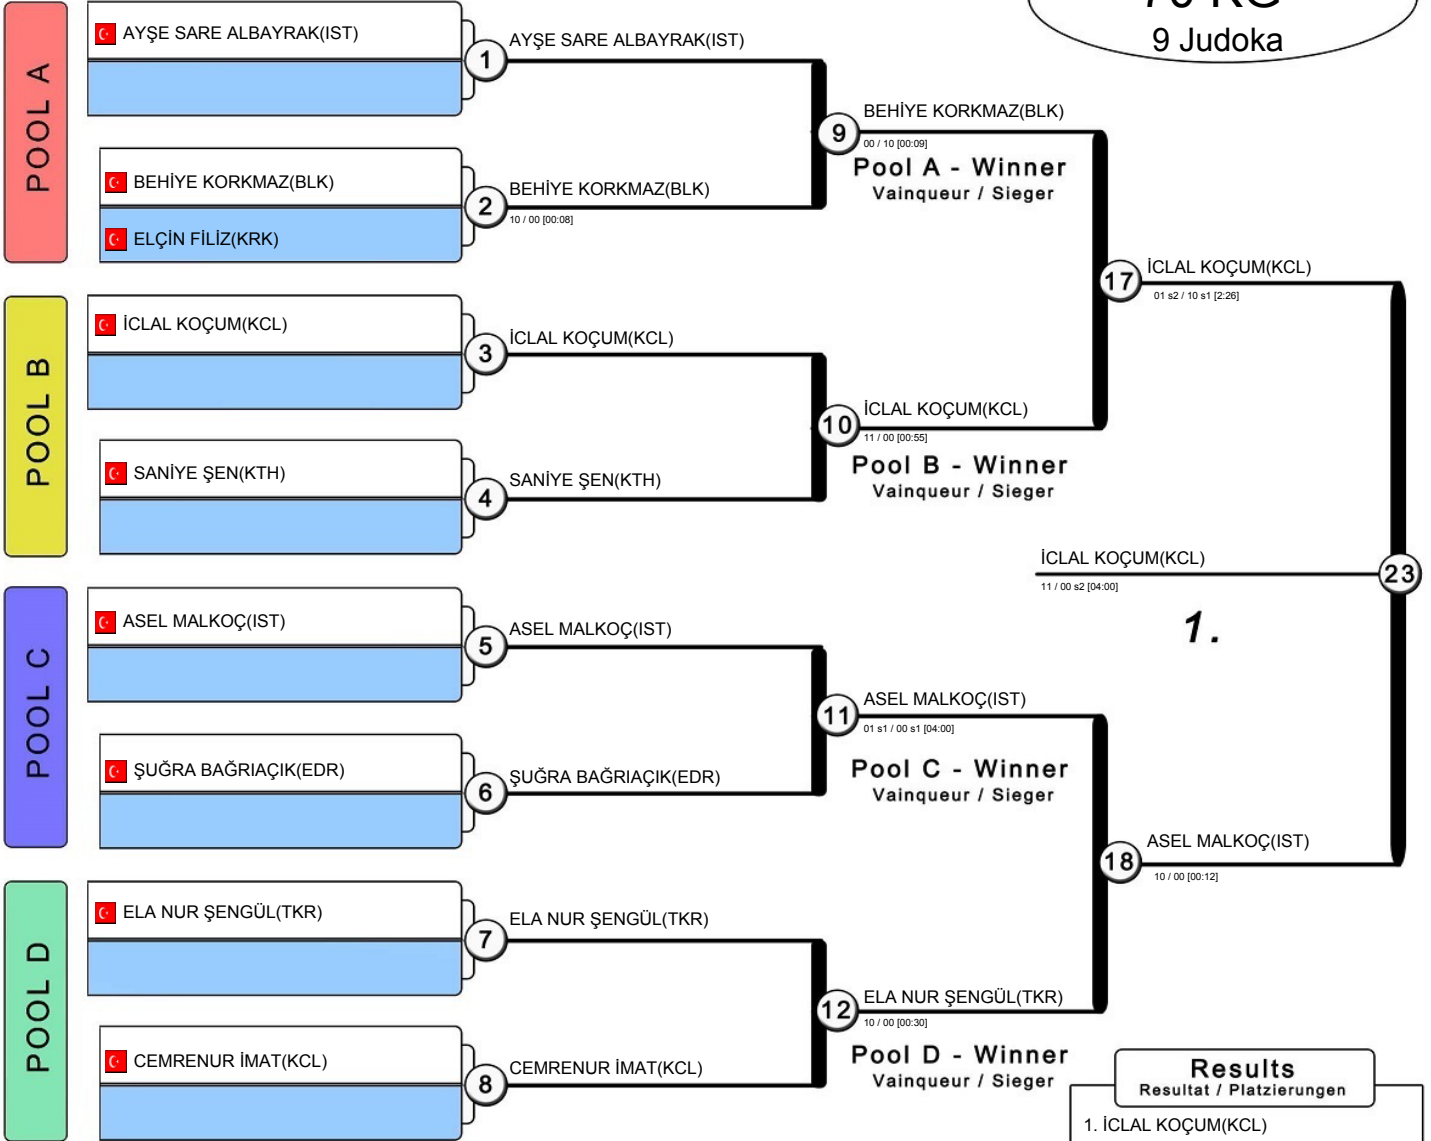 70 KG
9 Judoka
POOL A
AYŞE SARE ALBAYRAK(IST)
1
AYŞE SARE ALBAYRAK(IST)
BEHİYE KORKMAZ(BLK)
ELÇİN FİLİZ(KRK)
2
BEHİYE KORKMAZ(BLK)
10 / 00 [00:08]
9
BEHİYE KORKMAZ(BLK)
00 / 10 [00:09]
Pool A - Winner
Vainqueur / Sieger
POOL B
İCLAL KOÇUM(KCL)
3
İCLAL KOÇUM(KCL)
SANİYE ŞEN(KTH)
4
SANİYE ŞEN(KTH)
10
İCLAL KOÇUM(KCL)
11 / 00 [00:55]
Pool B - Winner
Vainqueur / Sieger
17
İCLAL KOÇUM(KCL)
01 s2 / 10 s1 [2:26]
İCLAL KOÇUM(KCL)
11 / 00 s2 [04:00]
23
1.
POOL C
ASEL MALKOÇ(IST)
5
ASEL MALKOÇ(IST)
ŞUĞRA BAĞRIAÇIK(EDR)
6
ŞUĞRA BAĞRIAÇIK(EDR)
11
ASEL MALKOÇ(IST)
01 s1 / 00 s1 [04:00]
Pool C - Winner
Vainqueur / Sieger
18
ASEL MALKOÇ(IST)
10 / 00 [00:12]
POOL D
ELA NUR ŞENGÜL(TKR)
7
ELA NUR ŞENGÜL(TKR)
CEMRENUR İMAT(KCL)
8
CEMRENUR İMAT(KCL)
12
ELA NUR ŞENGÜL(TKR)
10 / 00 [00:30]
Pool D - Winner
Vainqueur / Sieger
Results
Resultat / Platzierungen
1. İCLAL KOÇUM(KCL)